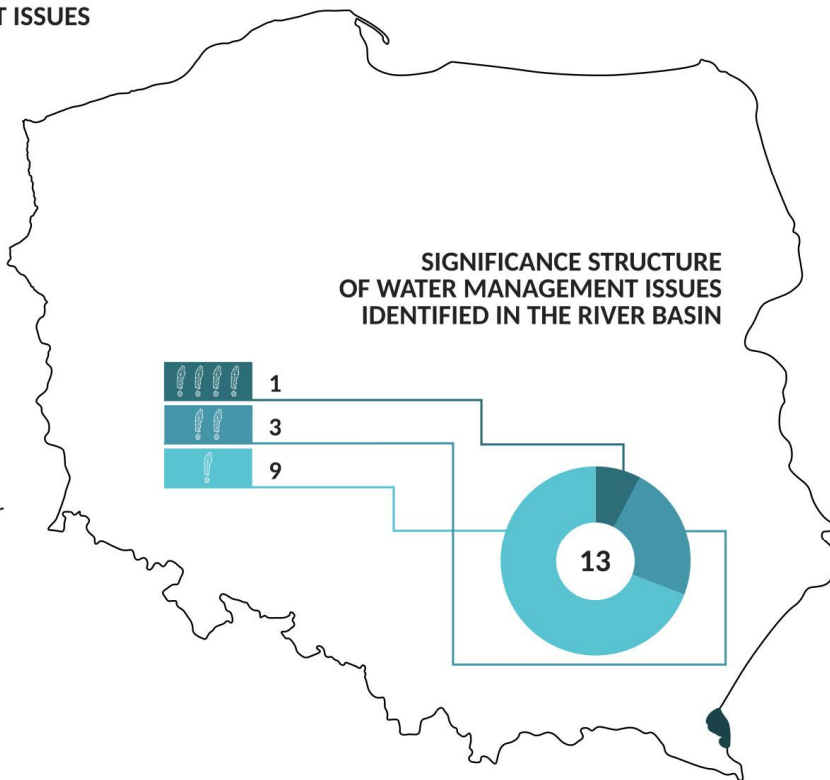 T ISSUES
SIGNIFICANCE STRUCTURE
OF WATER MANAGEMENT ISSUES
IDENTIFIED IN THE RIVER BASIN
! ! ! ! 1
! ! 3
! 9
13